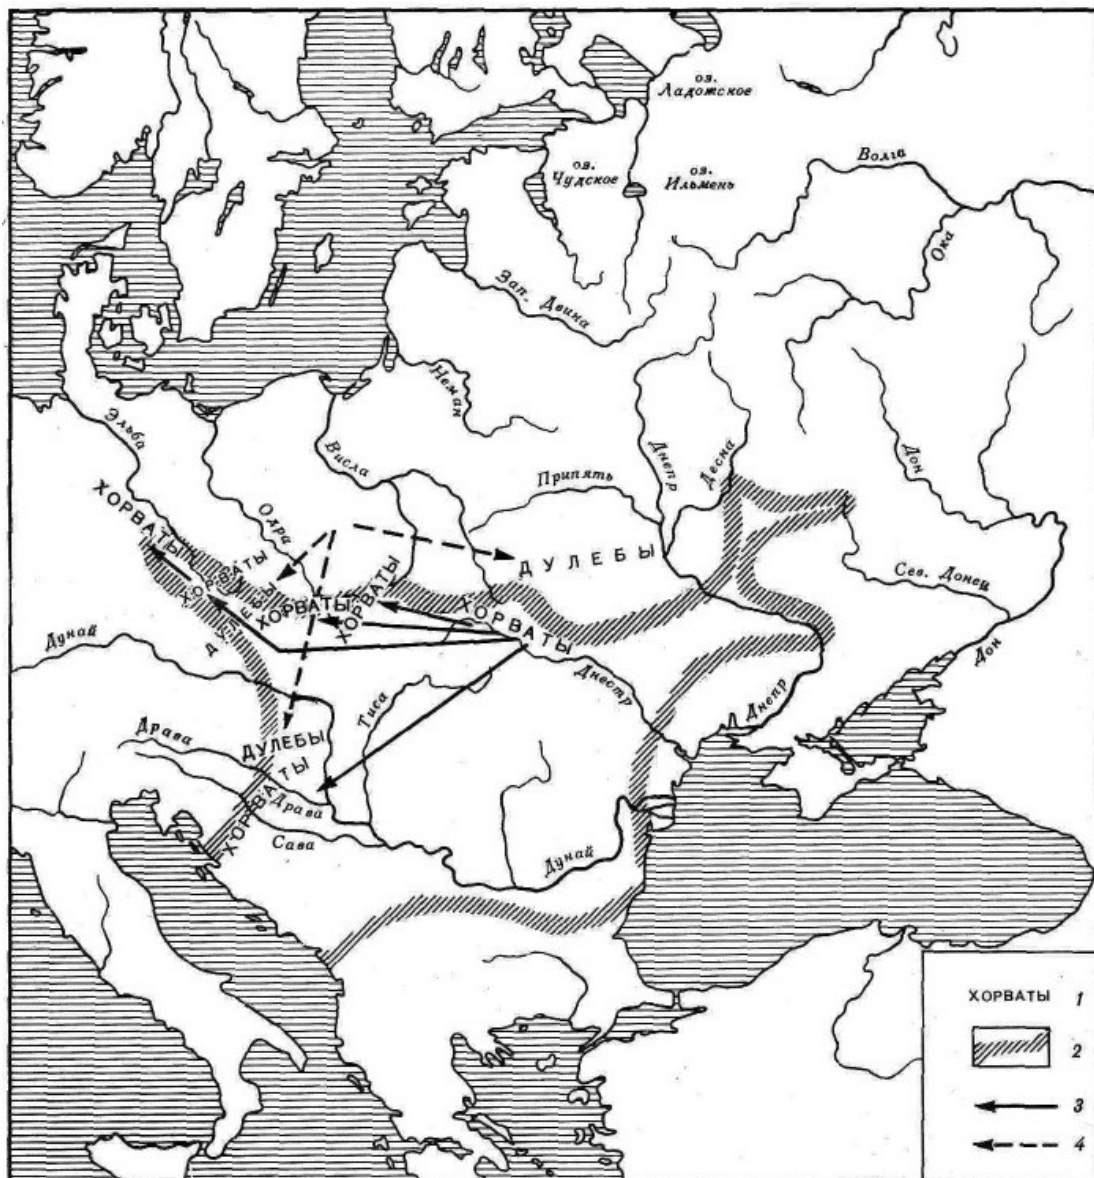 оз.
Ладожское
оз.
Чудское
оз.
Ильмень
Волга
Ока
Зап. Двина
Неман
Эльба
Висла
Днепр
Десна
Дон
Припять
Одра
ХОРВАТЫ
ДУЛЕБЫ
Сев. Донец
ХОРВАТЫ
ХОРВАТЫ
ХОРВАТЫ
ХОРВАТЫ
ДУЛЕБЫ
Дунай
Дон
Днестр
Тиса
Днепр
Драва
ДУЛЕБЫ
ХОРВАТЫ
Драва
Сава
Дунай
ХОРВАТЫ 1
2
3
4